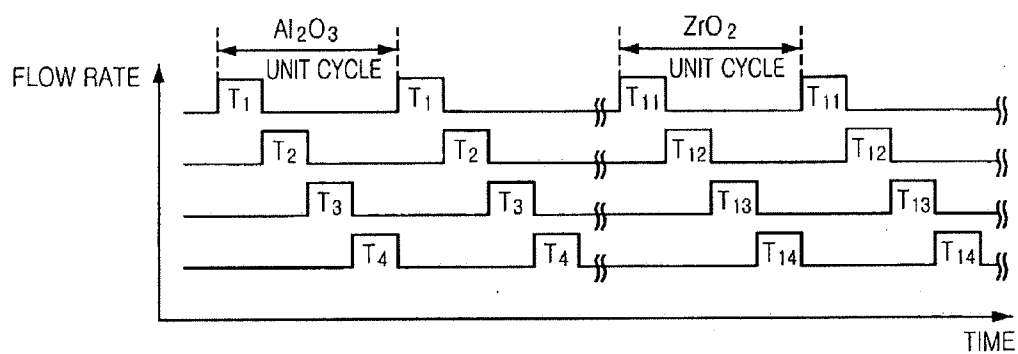 Al₂O₃ ZrO₂
UNIT CYCLE UNIT CYCLE
FLOW RATE
T₁ T₁ T₁₁ T₁₁
T₂ T₂ T₁₂ T₁₂
T₃ T₃ T₁₃ T₁₃
T₄ T₄ T₁₄ T₁₄
TIME